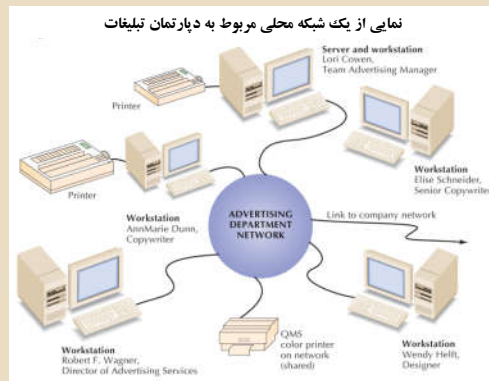 نمایی از یک شبکه محلی مربوط به دپارتمان تبلیغات
Server and workstation
Lori Cowen,
Team Advertising Manager
Printer
Workstation
Elise Schneider,
Senior Copywriter
Printer
Workstation
AnnMarie Dunn,
Copywriter
ADVERTISING
DEPARTMENT
NETWORK
Link to company network
Workstation
Robert F. Wagner,
Director of Advertising Services
QMS
color printer
on network
(shared)
Workstation
Wendy Helft,
Designer